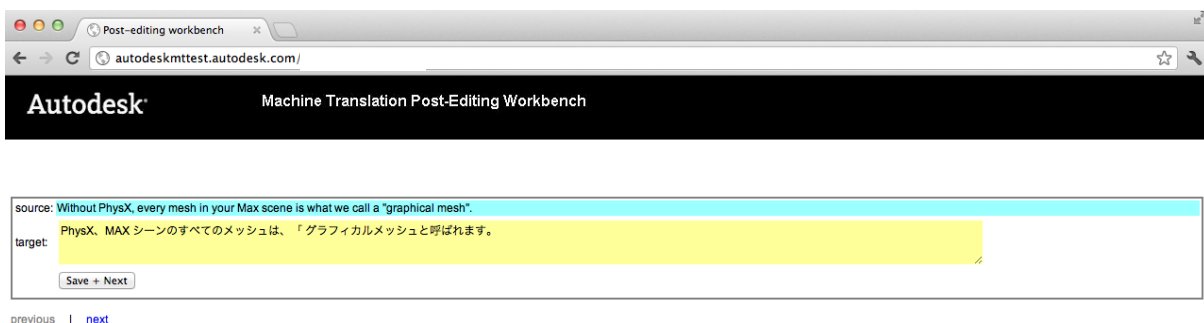 Post-editing workbench
autodeskmttest.autodesk.com/
Autodesk Machine Translation Post-Editing Workbench
source: Without PhysX, every mesh in your Max scene is what we call a "graphical mesh".
target: PhysX、MAX シーンのすべてのメッシュは、「 グラフィカルメッシュと呼ばれます。
Save + Next
previous | next